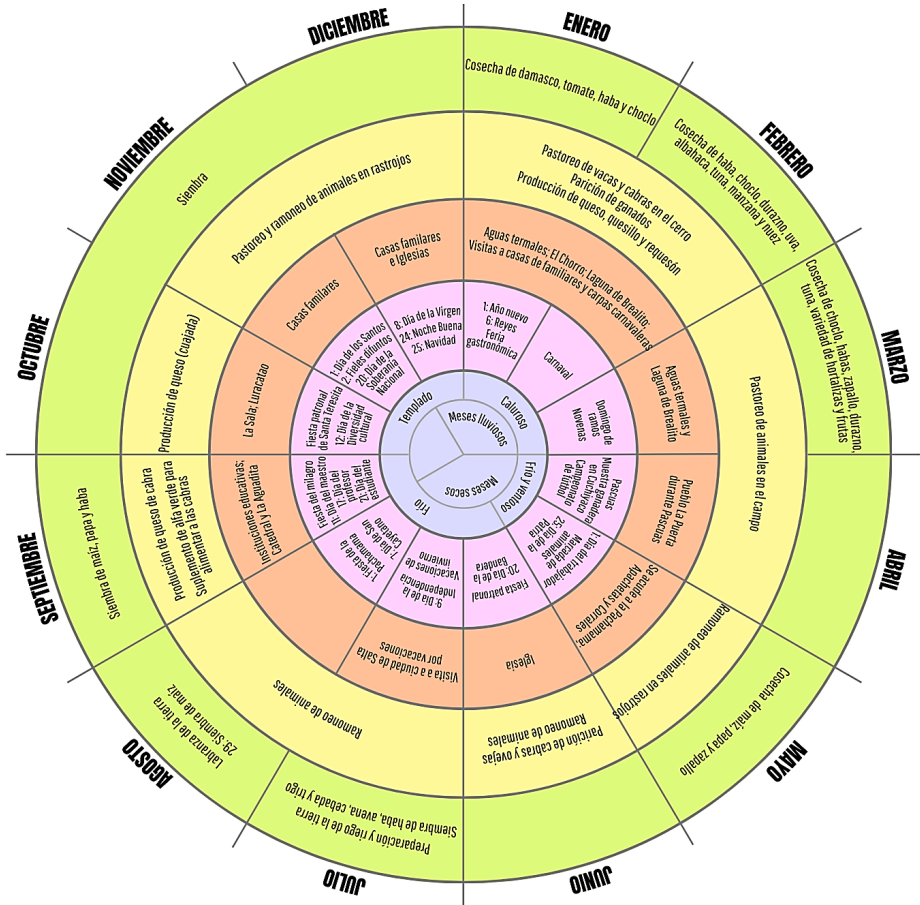 ENERO
FEBRERO
MARZO
ABRIL
MAYO
JUNIO
JULIO
AGOSTO
SEPTIEMBRE
OCTUBRE
NOVIEMBRE
DICIEMBRE
Cosecha de damasco, tomate, haba y choclo
Cosecha de haba, choclo, durazno, uva,
albahaca, tuna, manzana y nuez
Cosecha de choclo, habas, zapallo, durazno,
tuna, variedad de hortalizas y frutas
Cosecha de maíz, papa y zapallo
Preparación y riego de la tierra
Siembra de haba, avena, cebada y trigo
Labranza de la tierra
29: Siembra de maíz
Siembra de maíz, papa y haba
Siembra
Pastoreo de vacas y cabras en el cerro
Parición de ganados
Producción de queso, quesillo y requesón
Pastoreo de animales en el campo
Ramoneo de animales en rastrojos
Parición de cabras y ovejas
Ramoneo de animales
Ramoneo de animales
Producción de queso de cabra
Suplemento de alfa verde para
alimentar a las cabras
Producción de queso (cuajada)
Pastoreo y ramoneo de animales en rastrojos
Aguas termales; El Chorro; Laguna de Brealito;
Visitas a casas de familiares y carpas carnavaleras
Aguas termales y
Laguna de Brealito
Pueblo La Puerta
durante Pascuas
Se acude a la Pachamama;
Apachetas y Corrales
Iglesia
Visita a a ciudad de Salta
por vacaciones
Instituciones educativas;
Catedral y La Aguadita
La Sala; Luracatao
Casas familares
Casas familares
e Iglesias
1: Año nuevo
6: Reyes
Feria
gastronómica
Carnaval
Domingo de
ramos
Novenas
Pascuas
Muestra ganadera
en Cuchiyaco
Campeonato
de fútbol
1: día del trabajador
Marcada de
animales
25: Día de la
Patria
Fiesta patronal
20: Día de la
Bandera
9: Día de la
Independencia
Vacaciones de
invierno
1: Fiesta de la
Pachamama
7: Día de San
Cayetano
Fiesta del milagro
11: Día del maestro
17: Día del
profesor
21: Día del
estudiante
Fiesta patronal
de Santa Teresita
12: Día de la
Diversidad
cultural
1: Día de los Santos
2: Fieles difuntos
20: Día de la
Soberanía
Nacional
8: Día de la Virgen
24: Noche Buena
25: Navidad
Caluroso
Frío y ventoso
Frío
Templado
Meses lluviosos
Meses secos